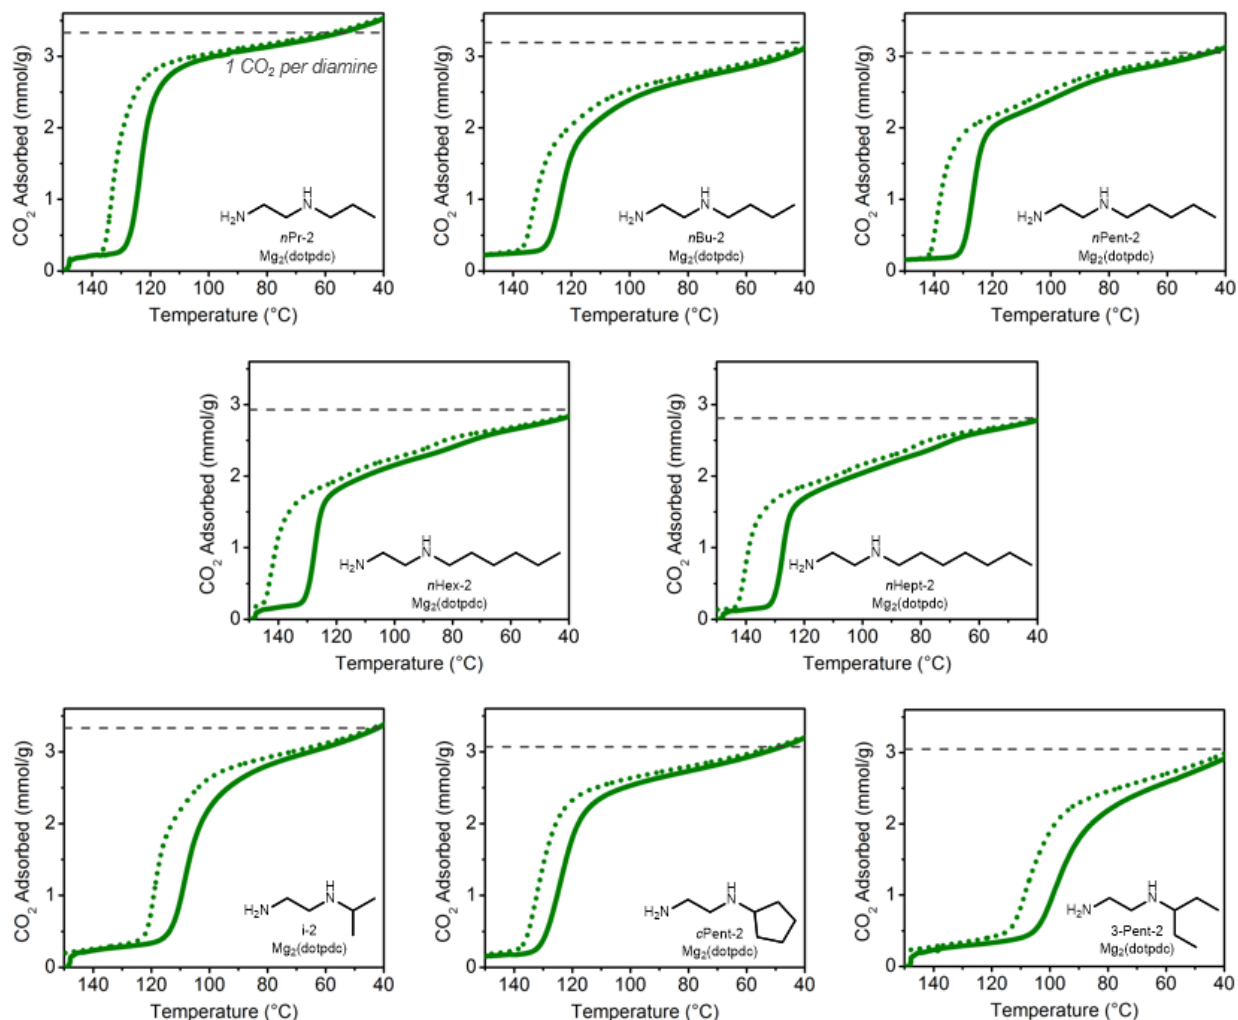 CO₂ Adsorbed (mmol/g)
3
2
1
0
1 CO₂ per diamine
H₂N
H
N
nPr-2
Mg₂(dotpdc)
140 120 100 80 60 40
Temperature (°C)
CO₂ Adsorbed (mmol/g)
3
2
1
0
H₂N
H
N
nBu-2
Mg₂(dotpdc)
140 120 100 80 60 40
Temperature (°C)
CO₂ Adsorbed (mmol/g)
3
2
1
0
H₂N
H
N
nPent-2
Mg₂(dotpdc)
140 120 100 80 60 40
Temperature (°C)
CO₂ Adsorbed (mmol/g)
3
2
1
0
H₂N
H
N
nHex-2
Mg₂(dotpdc)
140 120 100 80 60 40
Temperature (°C)
CO₂ Adsorbed (mmol/g)
3
2
1
0
H₂N
H
N
nHept-2
Mg₂(dotpdc)
140 120 100 80 60 40
Temperature (°C)
CO₂ Adsorbed (mmol/g)
3
2
1
0
H₂N
H
N
i-2
Mg₂(dotpdc)
140 120 100 80 60 40
Temperature (°C)
CO₂ Adsorbed (mmol/g)
3
2
1
0
H₂N
H
N
cPent-2
Mg₂(dotpdc)
140 120 100 80 60 40
Temperature (°C)
CO₂ Adsorbed (mmol/g)
3
2
1
0
H₂N
H
N
3-Pent-2
Mg₂(dotpdc)
140 120 100 80 60 40
Temperature (°C)